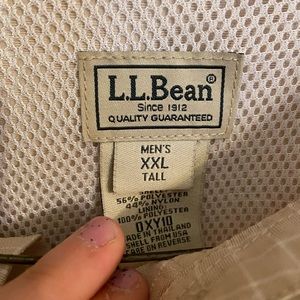 L.L.Bean®
Since 1912
QUALITY GUARANTEED
MEN'S
XXL
TALL
SHELL:
56% POLYESTER
44% NYLON
LINING:
100% POLYESTER
0XY10
MADE IN THAILAND
SHELL FROM USA
CARE ON REVERSE